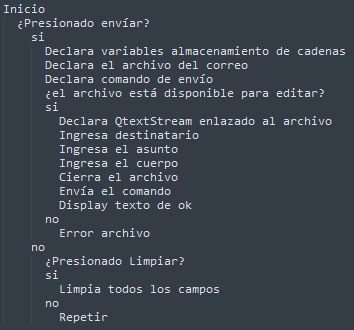 Inicio
¿Presionado envíar?
si
Declara variables almacenamiento de cadenas
Declara el archivo del correo
Declara comando de envío
¿el archivo está disponible para editar?
si
Declara QtextStream enlazado al archivo
Ingresa destinatario
Ingresa el asunto
Ingresa el cuerpo
Cierra el archivo
Envía el comando
Display texto de ok
no
Error archivo
no
¿Presionado Limpiar?
si
Limpia todos los campos
no
Repetir